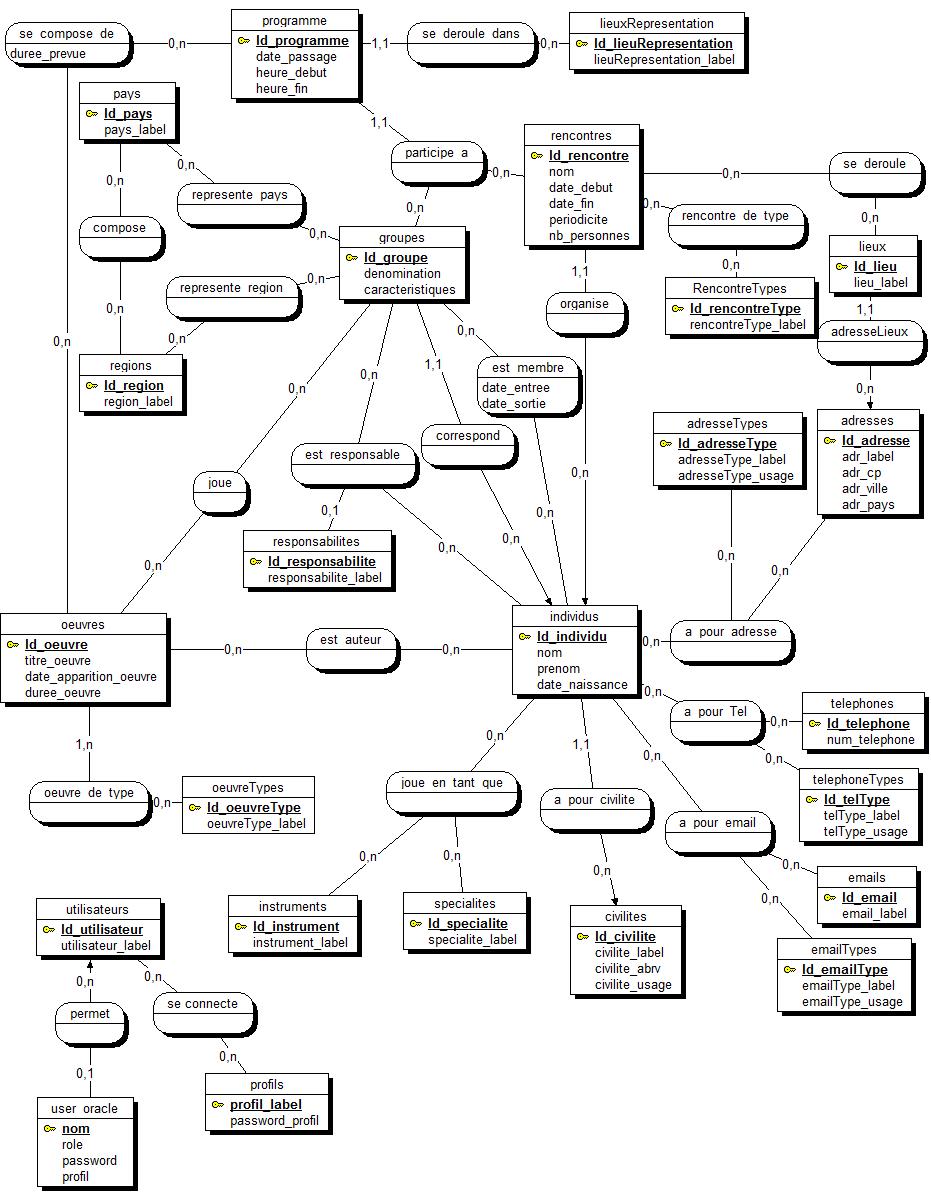 se compose de
duree_prevue
0,n
programme
Id_programme
date_passage
heure_debut
heure_fin
1,1
se deroule dans
0,n
lieuxRepresentation
Id_lieuRepresentation
lieuRepresentation_label
pays
Id_pays
pays_label
1,1
participe a
0,n
rencontres
Id_rencontre
nom
date_debut
date_fin
periodicite
nb_personnes
0,n
se deroule
0,n
0,n
represente pays
0,n
0,n
0,n
rencontre de type
0,n
compose
groupes
Id_groupe
denomination
caracteristiques
0,n
lieux
Id_lieu
lieu_label
1,1
0,n
represente region
0,n
RencontreTypes
Id_rencontreType
rencontreType_label
0,n
organise
1,1
adresseLieux
0,n
0,n
0,n
regions
Id_region
region_label
0,n
0,n
1,1
est membre
date_entree
date_sortie
0,n
adresseTypes
Id_adresseType
adresseType_label
adresseType_usage
adresses
Id_adresse
adr_label
adr_cp
adr_ville
adr_pays
correspond
est responsable
joue
0,n
0,1
0,n
0,n
responsabilites
Id_responsabilite
responsabilite_label
0,n
0,n
0,n
0,n
oeuvres
Id_oeuvre
titre_oeuvre
date_apparition_oeuvre
duree_oeuvre
0,n
est auteur
0,n
individus
Id_individu
nom
prenom
date_naissance
0,n
a pour adresse
0,n
a pour Tel
0,n
telephones
Id_telephone
num_telephone
1,n
0,n
1,1
0,n
0,n
oeuvre de type
0,n
oeuvreTypes
Id_oeuvreType
oeuvreType_label
joue en tant que
a pour civilite
a pour email
telephoneTypes
Id_telType
telType_label
telType_usage
0,n
0,n
0,n
0,n
0,n
emails
Id_email
email_label
utilisateurs
Id_utilisateur
utilisateur_label
instruments
Id_instrument
instrument_label
specialites
Id_specialite
specialite_label
civilites
Id_civilite
civilite_label
civilite_abrv
civilite_usage
emailTypes
Id_emailType
emailType_label
emailType_usage
0,n
0,n
permet
se connecte
0,n
0,1
profils
profil_label
password_profil
user oracle
nom
role
password
profil